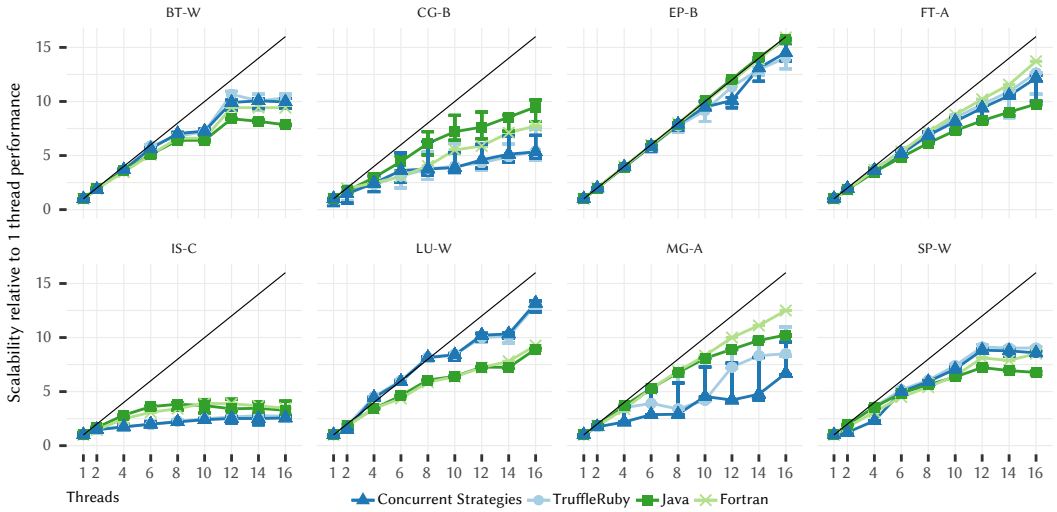 Scalability relative to 1 thread performance
BT-W CG-B EP-B FT-A
15
10
5
0
IS-C LU-W MG-A SP-W
15
10
5
0
1 2 4 6 8 10 12 14 16 1 2 4 6 8 10 12 14 16 1 2 4 6 8 10 12 14 16 1 2 4 6 8 10 12 14 16
Threads
Concurrent Strategies TruffleRuby Java Fortran